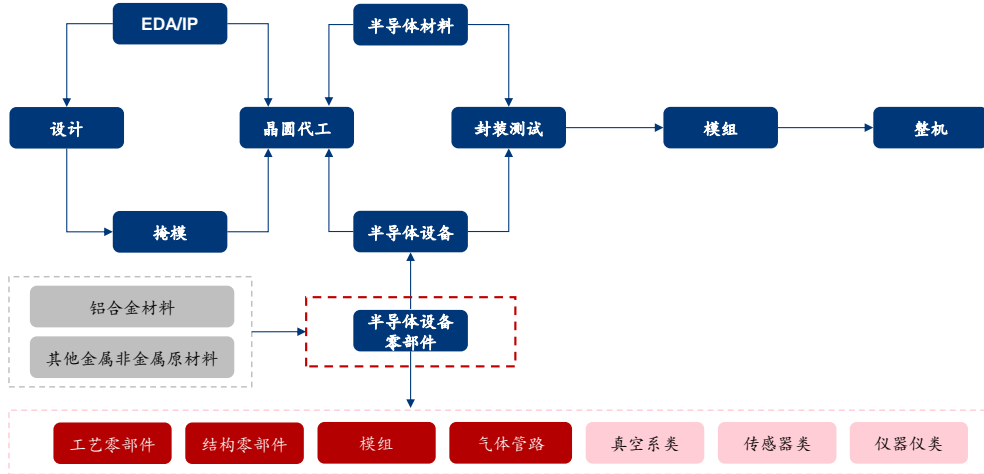 EDA/IP
半导体材料
设计
晶圆代工
封装测试
模组
整机
掩模
半导体设备
铝合金材料
其他金属非金属原材料
半导体设备
零部件
工艺零部件
结构零部件
模组
气体管路
真空系类
传感器类
仪器仪类